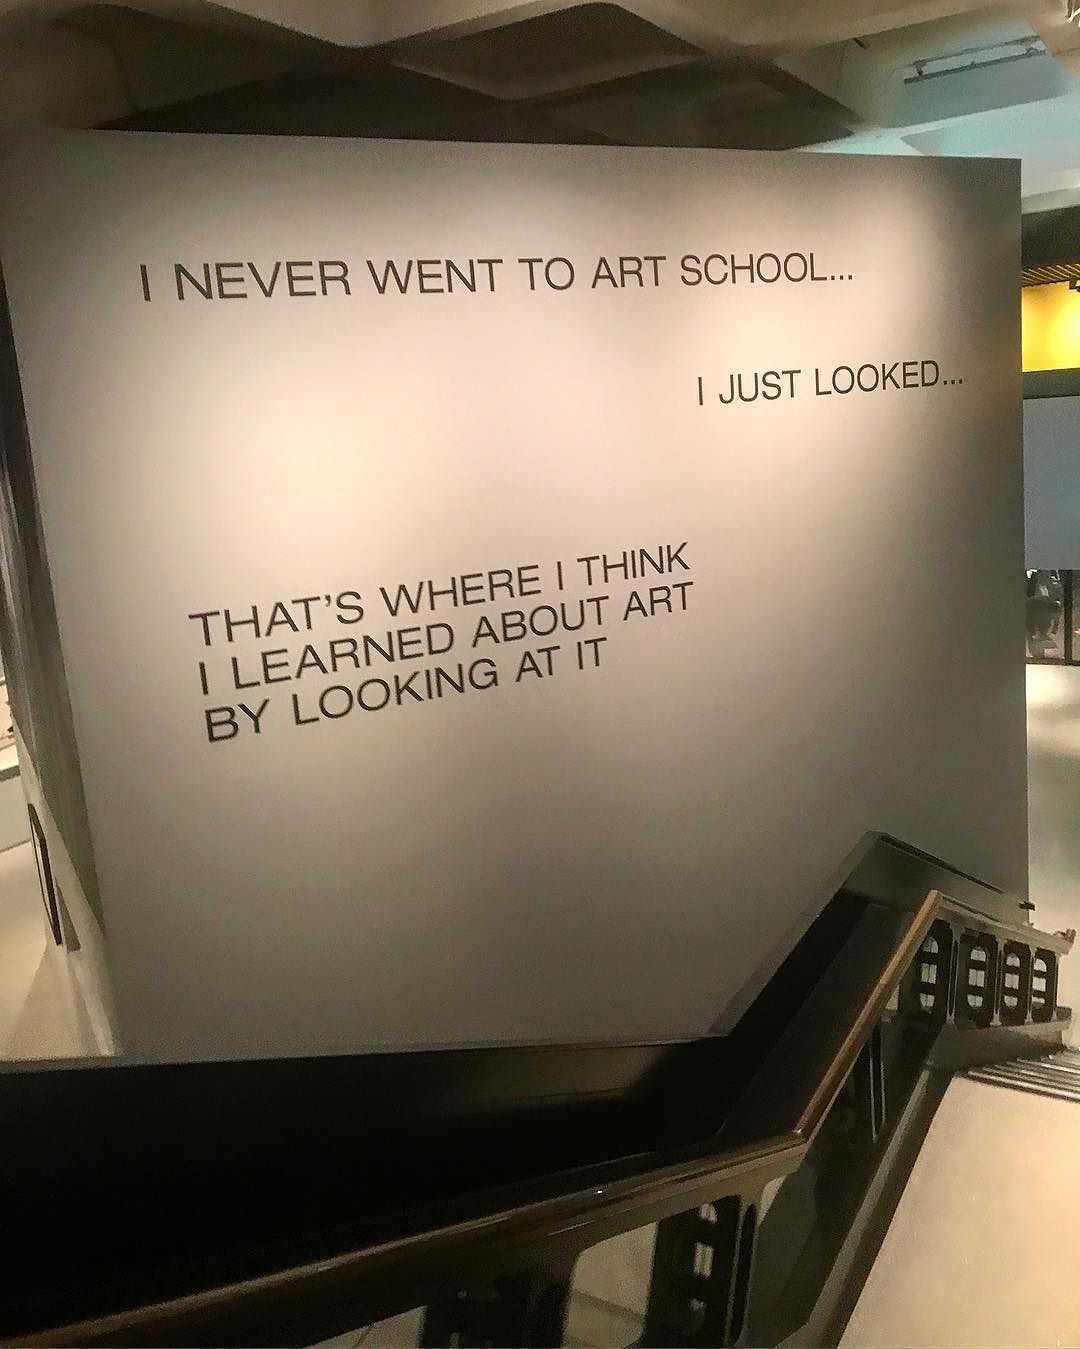 I NEVER WENT TO ART SCHOOL...
I JUST LOOKED...
THAT'S WHERE I THINK
I LEARNED ABOUT ART
BY LOOKING AT IT